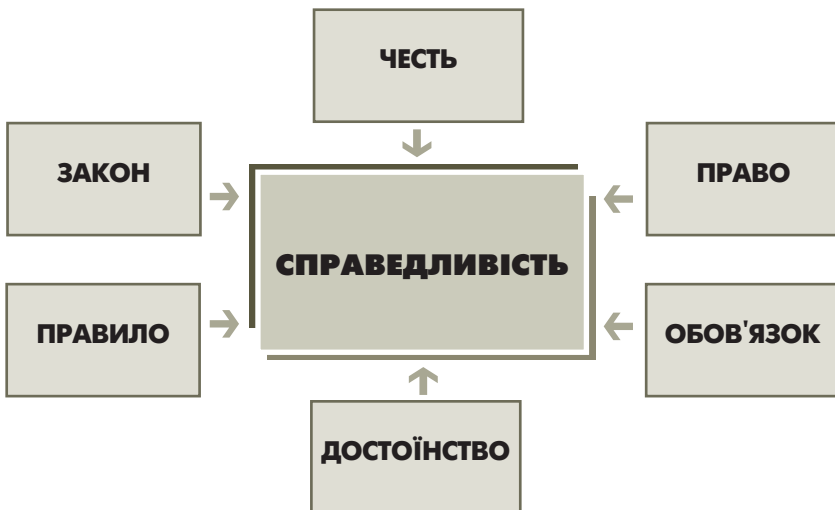 ЧЕСТЬ
ЗАКОН
ПРАВО
СПРАВЕДЛИВІСТЬ
ПРАВИЛО
ОБОВ'ЯЗОК
ДОСТОЇНСТВО